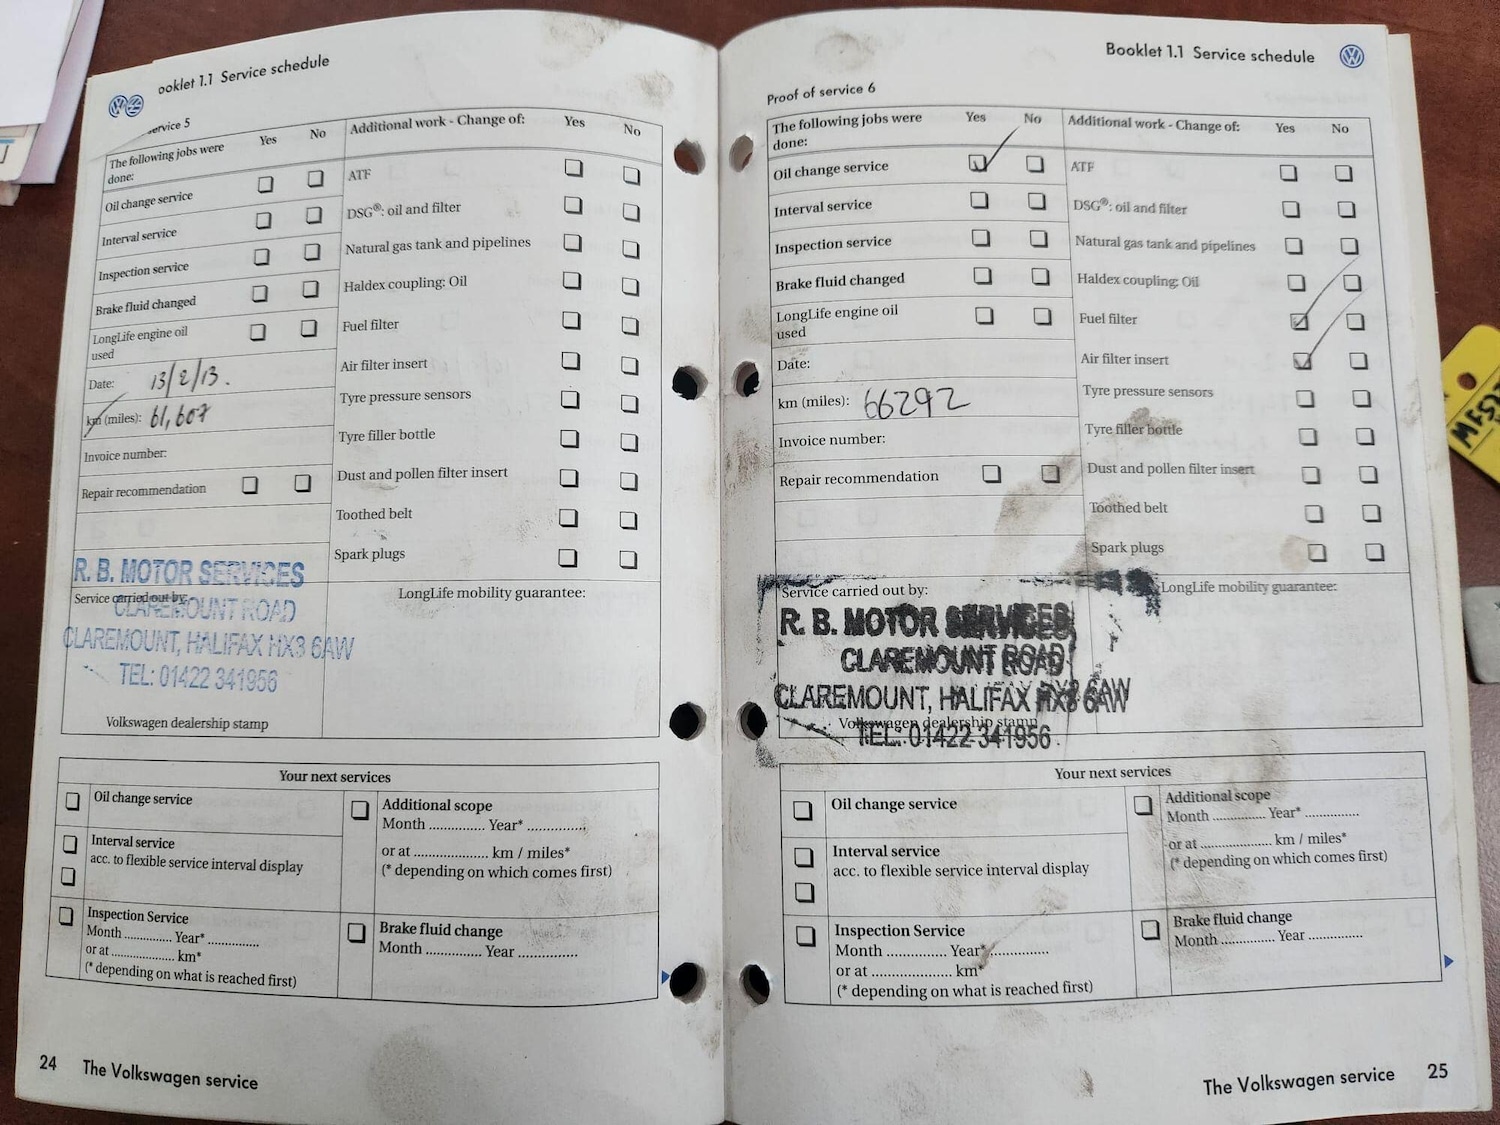 ooklet 1.1 Service schedule
ervice 5
The following jobs were done: Yes No
Additional work - Change of: Yes No
Oil change service
Interval service
Inspection service
Brake fluid changed
LongLife engine oil used
Date: 13/2/13.
km (miles): 61,607
Invoice number:
Repair recommendation
ATF
DSG®: oil and filter
Natural gas tank and pipelines
Haldex coupling: Oil
Fuel filter
Air filter insert
Tyre pressure sensors
Tyre filler bottle
Dust and pollen filter insert
Toothed belt
Spark plugs
R. B. MOTOR SERVICES
Service carried out by:
CLAREMOUNT ROAD
CLAREMOUNT, HALIFAX HX3 6AW
TEL: 01422 341956
Volkswagen dealership stamp
LongLife mobility guarantee:
Your next services
Oil change service
Interval service
acc. to flexible service interval display
Inspection Service
Month .............. Year* ..............
or at ..................... km*
(* depending on what is reached first)
Additional scope
Month ............... Year* ...............
or at .................... km / miles*
(* depending on which comes first)
Brake fluid change
Month ............... Year ...............
24 The Volkswagen service
Booklet 1.1 Service schedule
Proof of service 6
The following jobs were done: Yes No
Additional work - Change of: Yes No
Oil change service
Interval service
Inspection service
Brake fluid changed
LongLife engine oil used
Date:
km (miles): 66292
Invoice number:
Repair recommendation
ATF
DSG®: oil and filter
Natural gas tank and pipelines
Haldex coupling: Oil
Fuel filter
Air filter insert
Tyre pressure sensors
Tyre filler bottle
Dust and pollen filter insert
Toothed belt
Spark plugs
Service carried out by:
R. B. MOTOR SERVICES
CLAREMOUNT ROAD
CLAREMOUNT, HALIFAX HX3 6AW
Volkswagen dealership stamp
TEL: 01422 341956
LongLife mobility guarantee:
Your next services
Oil change service
Interval service
acc. to flexible service interval display
Inspection Service
Month ................ Year* ................
or at ..................... km*
(* depending on what is reached first)
Additional scope
Month .............. Year* ..............
or at ................... km / miles*
(* depending on which comes first)
Brake fluid change
Month .............. Year ..............
The Volkswagen service 25